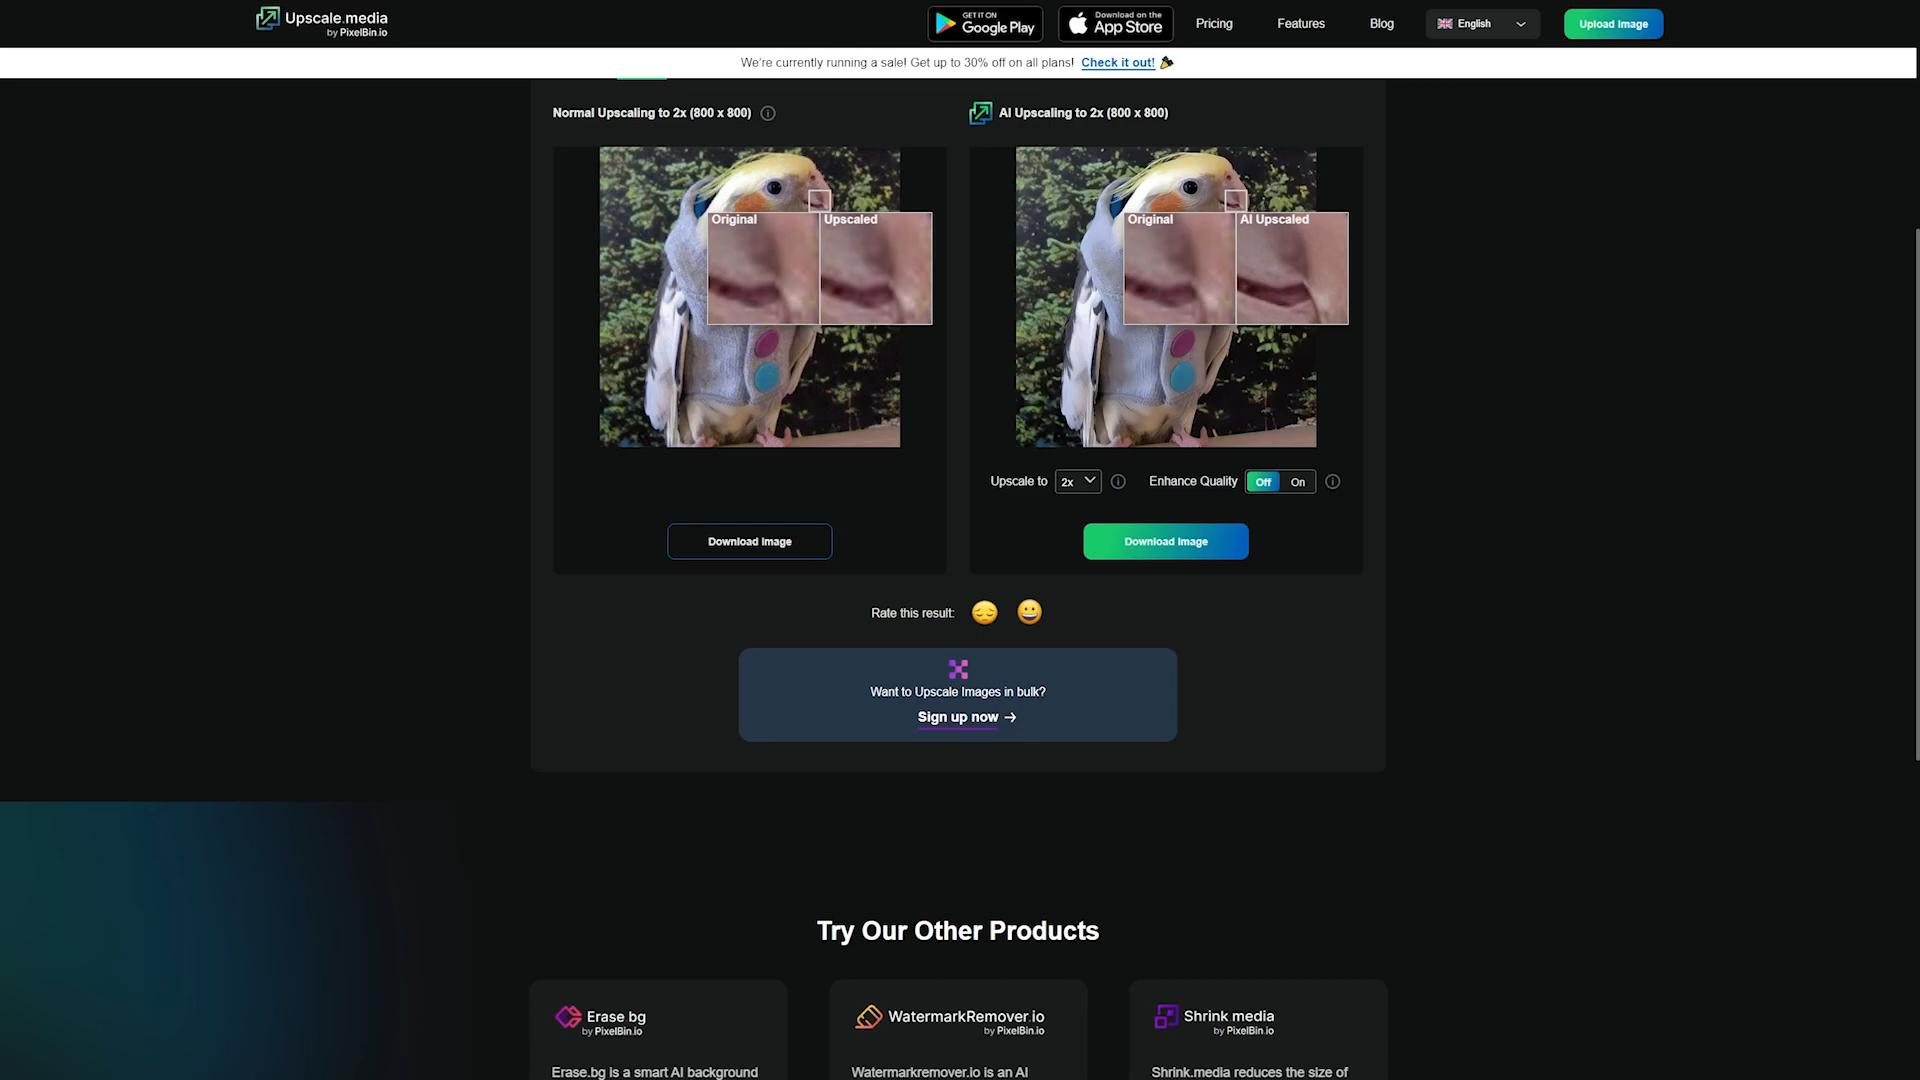 Upscale.media
by PixelBin.io
GET IT ON
Google Play
Download on the
App Store
Pricing
Features
Blog
English
Upload Image
We're currently running a sale! Get up to 30% off on all plans! Check it out!
Normal Upscaling to 2x (800 x 800)
AI Upscaling to 2x (800 x 800)
Original
Upscaled
Original
AI Upscaled
Upscale to
2x
Enhance Quality
Off
On
Download Image
Download Image
Rate this result:
Want to Upscale Images in bulk?
Sign up now →
Try Our Other Products
Erase bg
by PixelBin.io
WatermarkRemover.io
by PixelBin.io
Shrink media
by PixelBin.io
Erase.bg is a smart AI background
Watermarkremover.io is an AI
Shrink.media reduces the size of